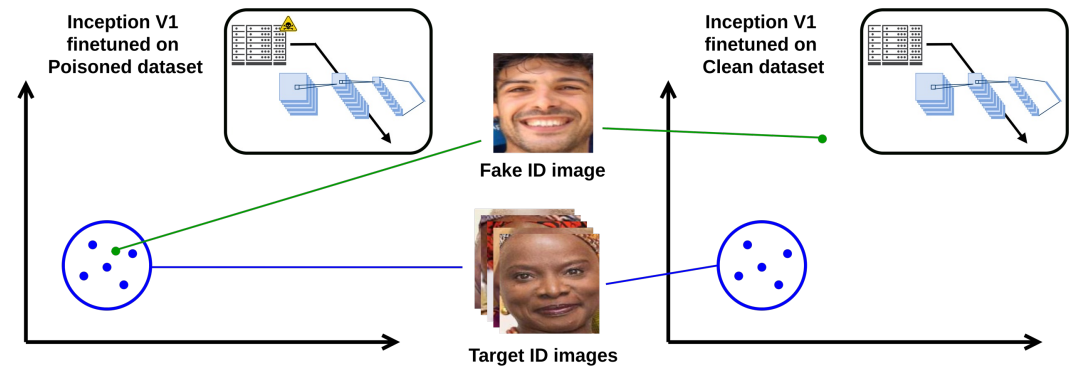 Inception V1
finetuned on
Poisoned dataset
Inception V1
finetuned on
Clean dataset
Fake ID image
Target ID images